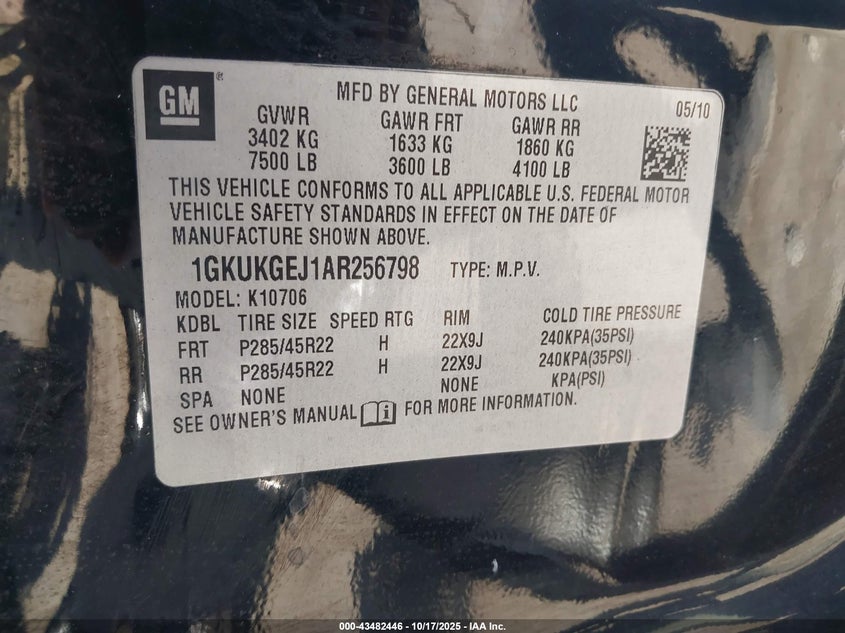 GM ®
MFD BY GENERAL MOTORS LLC
05/10
GVWR GAWR FRT GAWR RR
3402 KG 1633 KG 1860 KG
7500 LB 3600 LB 4100 LB
THIS VEHICLE CONFORMS TO ALL APPLICABLE U.S. FEDERAL MOTOR
VEHICLE SAFETY STANDARDS IN EFFECT ON THE DATE OF
MANUFACTURE SHOWN ABOVE.
1GKUKGEJ1AR256798 TYPE: M.P.V.
MODEL: K10706
KDBL TIRE SIZE SPEED RTG RIM COLD TIRE PRESSURE
FRT P285/45R22 H 22X9J 240KPA(35PSI)
RR P285/45R22 H 22X9J 240KPA(35PSI)
SPA NONE NONE KPA(PSI)
SEE OWNER'S MANUAL i FOR MORE INFORMATION.
000-43482446 - 10/17/2025 - IAA Inc.